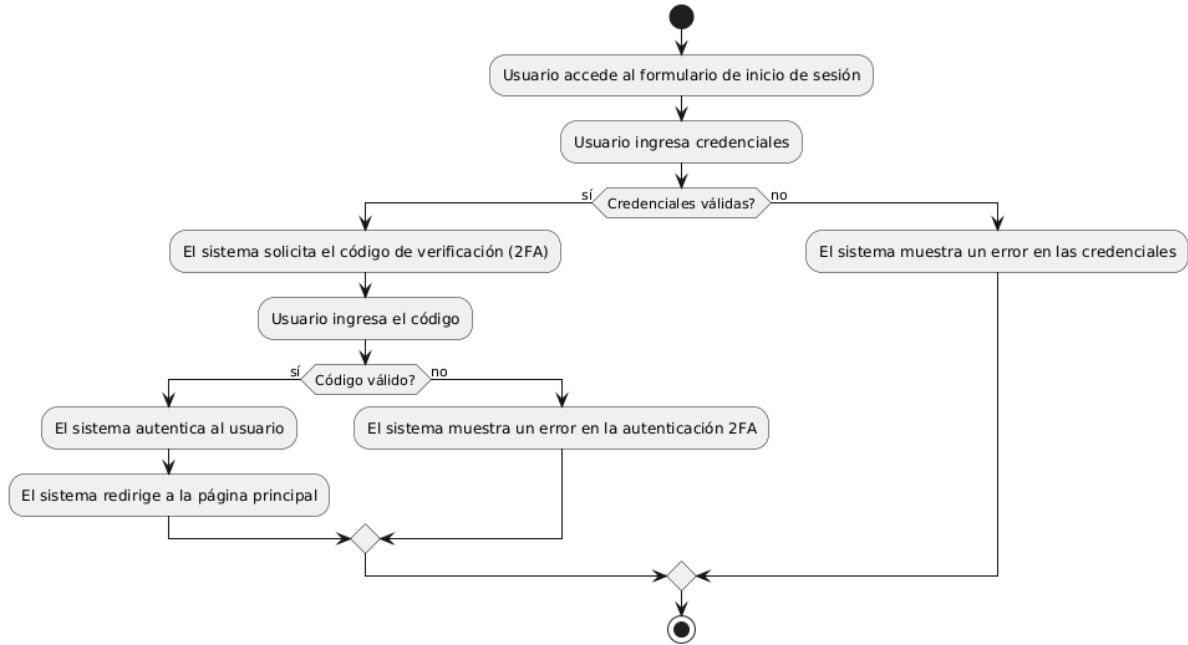 Usuario accede al formulario de inicio de sesión
Usuario ingresa credenciales
sí
Credenciales válidas?
no
El sistema solicita el código de verificación (2FA)
El sistema muestra un error en las credenciales
Usuario ingresa el código
sí
Código válido?
no
El sistema autentica al usuario
El sistema muestra un error en la autenticación 2FA
El sistema redirige a la página principal